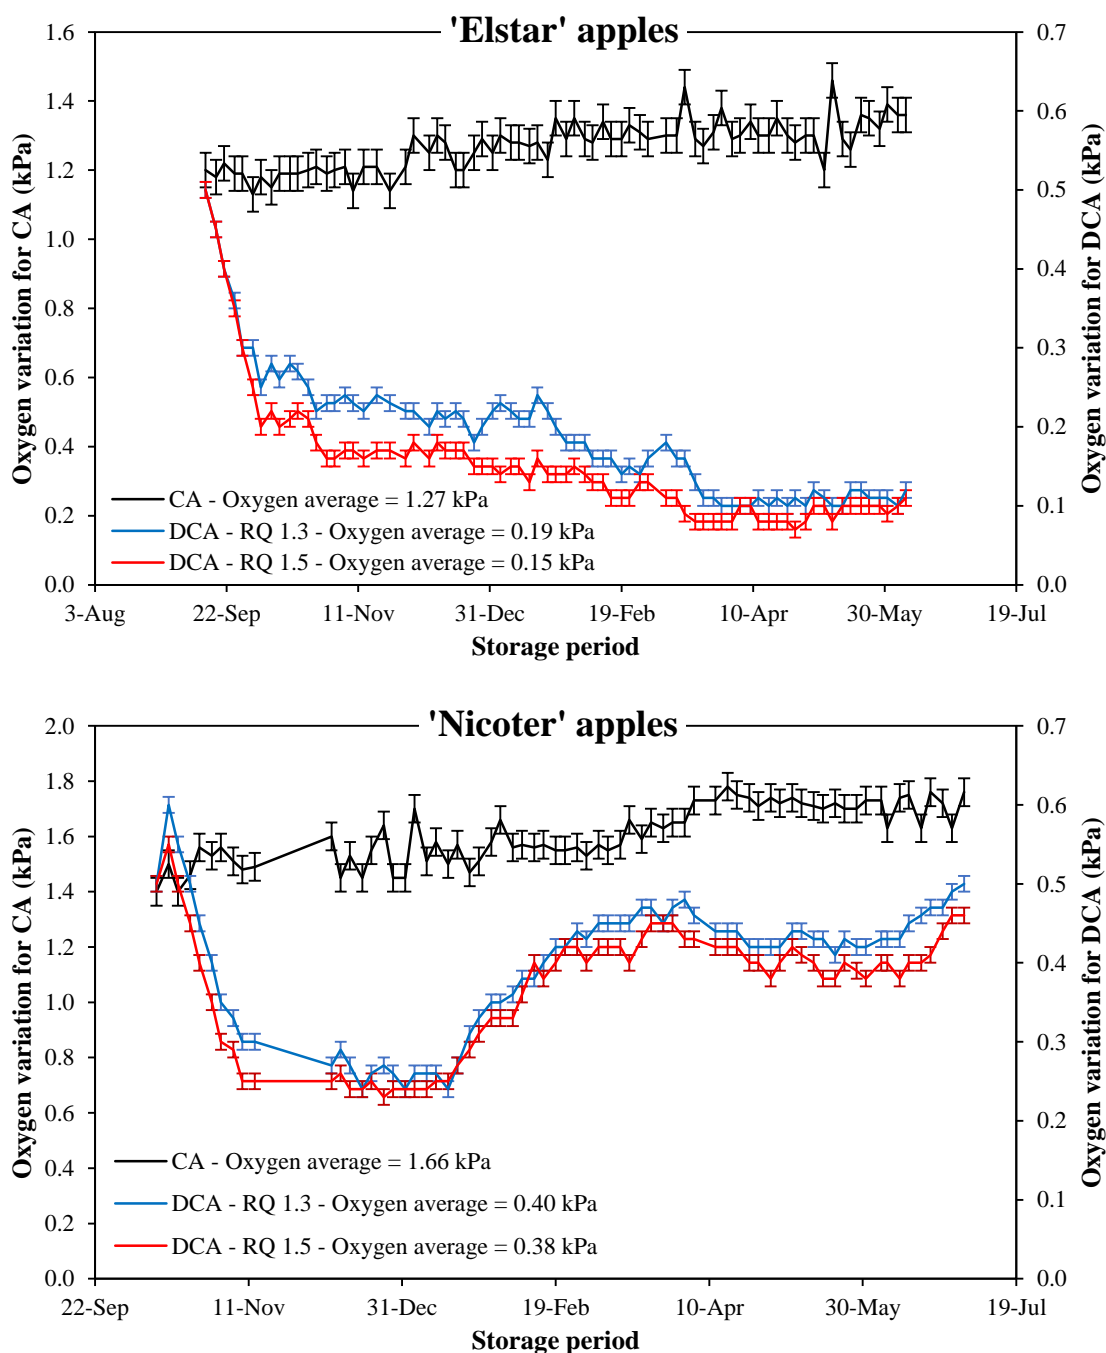 'Elstar' apples
Oxygen variation for CA (kPa)
1.6
1.4
1.2
1.0
0.8
0.6
0.4
0.2
0.0
0.7
0.6
0.5
0.4
0.3
0.2
0.1
0.0
Oxygen variation for DCA (kPa)
CA - Oxygen average = 1.27 kPa
DCA - RQ 1.3 - Oxygen average = 0.19 kPa
DCA - RQ 1.5 - Oxygen average = 0.15 kPa
3-Aug 22-Sep 11-Nov 31-Dec 19-Feb 10-Apr 30-May 19-Jul
Storage period
'Nicoter' apples
Oxygen variation for CA (kPa)
2.0
1.8
1.6
1.4
1.2
1.0
0.8
0.6
0.4
0.2
0.0
0.7
0.6
0.5
0.4
0.3
0.2
0.1
0.0
Oxygen variation for DCA (kPa)
CA - Oxygen average = 1.66 kPa
DCA - RQ 1.3 - Oxygen average = 0.40 kPa
DCA - RQ 1.5 - Oxygen average = 0.38 kPa
22-Sep 11-Nov 31-Dec 19-Feb 10-Apr 30-May 19-Jul
Storage period